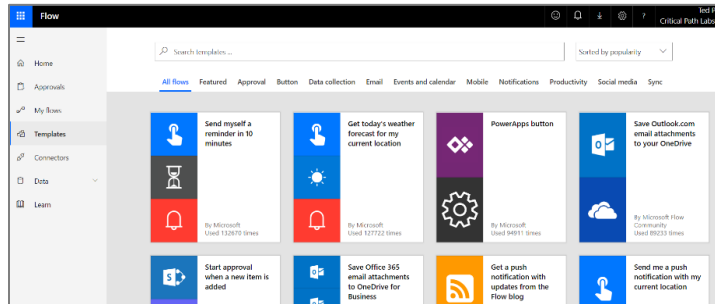 Flow
?
Ted P
Critical Path Labs
Search templates ...
Sorted by popularity
Home
Approvals
My flows
Templates
Connectors
Data
Learn
All flows Featured Approval Button Data collection Email Events and calendar Mobile Notifications Productivity Social media Sync
Send myself a
reminder in 10
minutes
By Microsoft
Used 132670 times
Get today's weather
forecast for my
current location
By Microsoft
Used 127722 times
PowerApps button
By Microsoft
Used 94911 times
Save Outlook.com
email attachments
to your OneDrive
By Microsoft Flow
Community
Used 89233 times
Start approval
when a new item is
added
Save Office 365
email attachments
to OneDrive for
Business
Get a push
notification with
updates from the
Flow blog
Send me a push
notification with my
current location